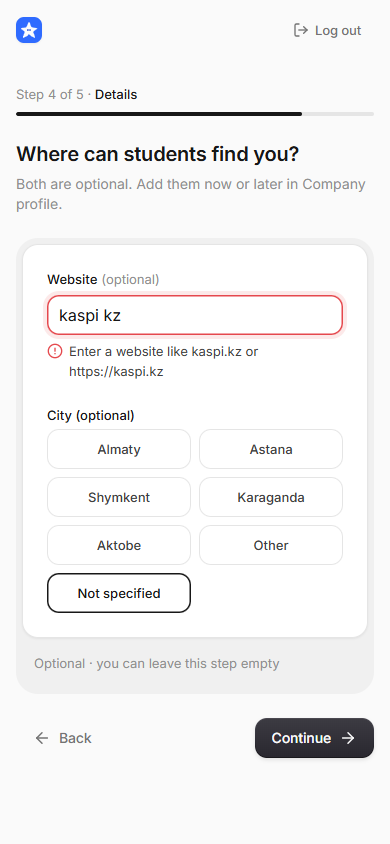 Log out
Step 4 of 5 · Details
Where can students find you?
Both are optional. Add them now or later in Company
profile.
Website (optional)
kaspi kz
Enter a website like kaspi.kz or
https://kaspi.kz
City (optional)
Almaty
Astana
Shymkent
Karaganda
Aktobe
Other
Not specified
Optional · you can leave this step empty
Back
Continue